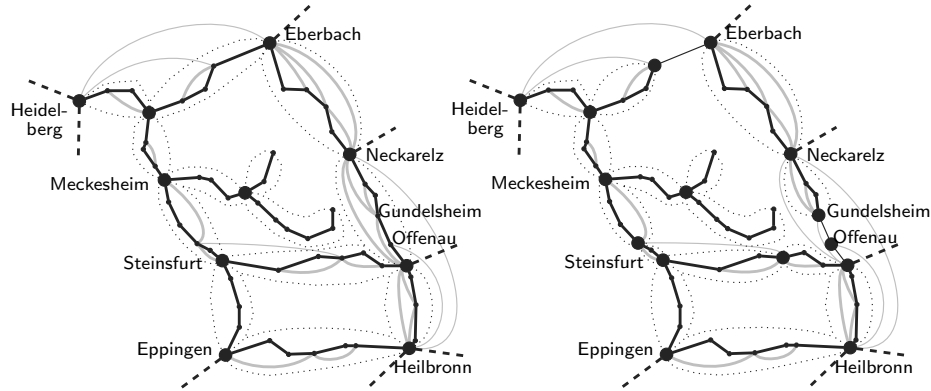 Eberbach
Heidel-
berg
Neckarelz
Meckesheim
Gundelsheim
Offenau
Steinsfurt
Eppingen
Heilbronn
Eberbach
Heidel-
berg
Neckarelz
Meckesheim
Gundelsheim
Offenau
Steinsfurt
Eppingen
Heilbronn